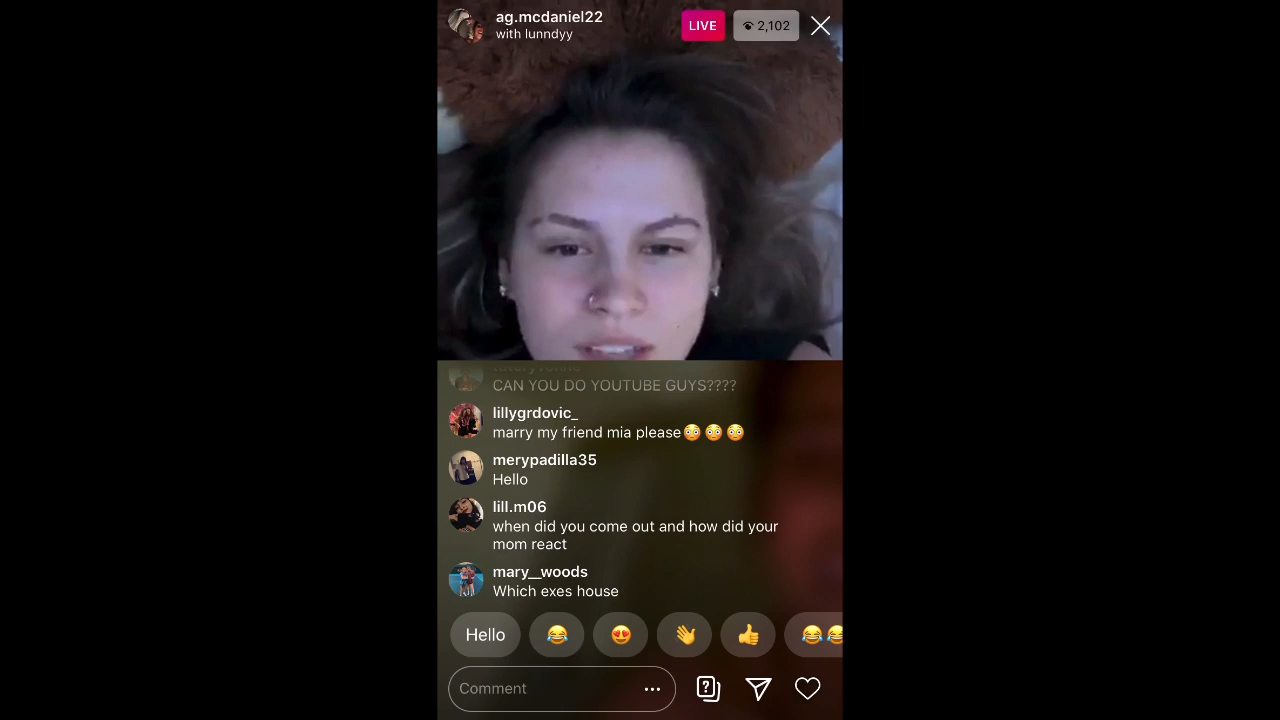 ag.mcdaniel22
with lunndyy
LIVE
2,102
CAN YOU DO YOUTUBE GUYS????
lillygrdovic_
marry my friend mia please😳😳😳
merypadilla35
Hello
lill.m06
when did you come out and how did your
mom react
mary__woods
Which exes house
Hello 😂 😍 👋 👍 😂😂
Comment